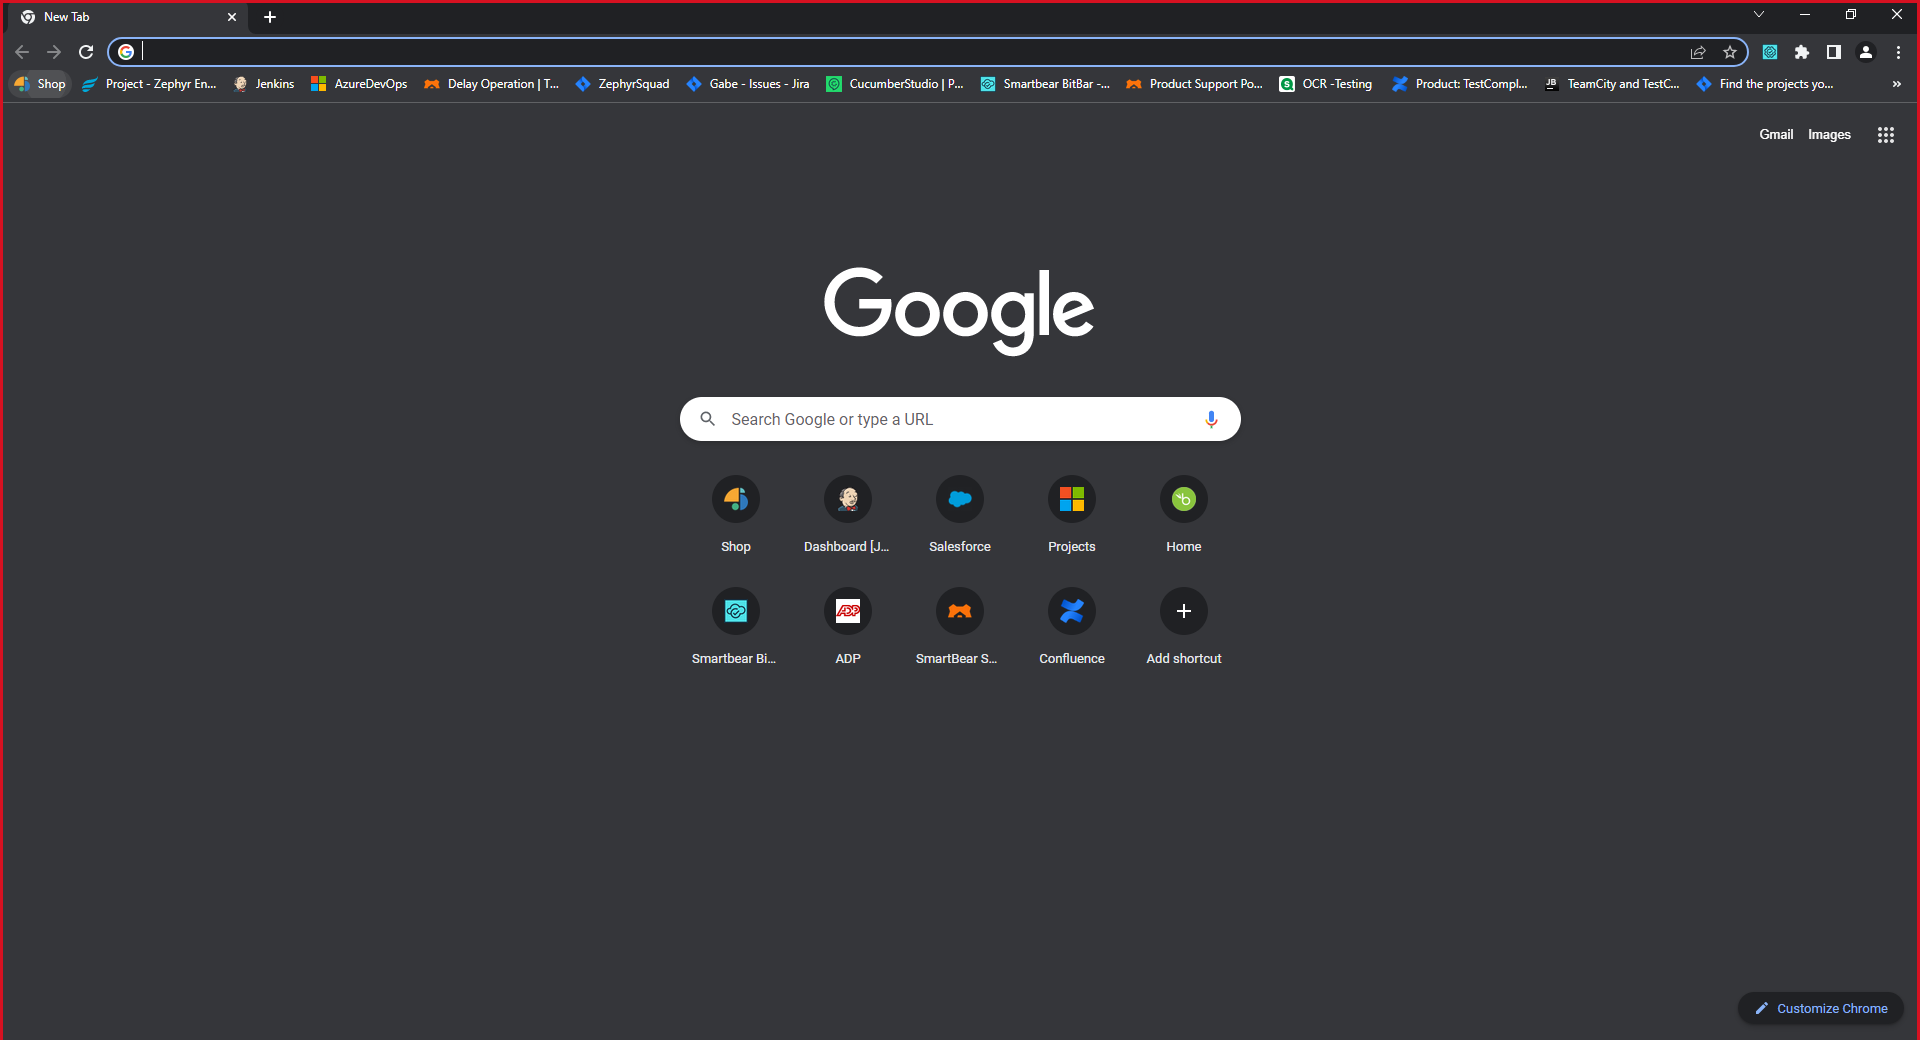 New Tab
Shop Project - Zephyr En... Jenkins AzureDevOps Delay Operation | T... ZephyrSquad Gabe - Issues - Jira CucumberStudio | P... Smartbear BitBar -... Product Support Po... OCR -Testing Product: TestCompl... TeamCity and TestC... Find the projects yo... »
Gmail Images
Google
Search Google or type a URL
Shop Dashboard [J... Salesforce Projects Home
Smartbear Bi... ADP SmartBear S... Confluence Add shortcut
Customize Chrome